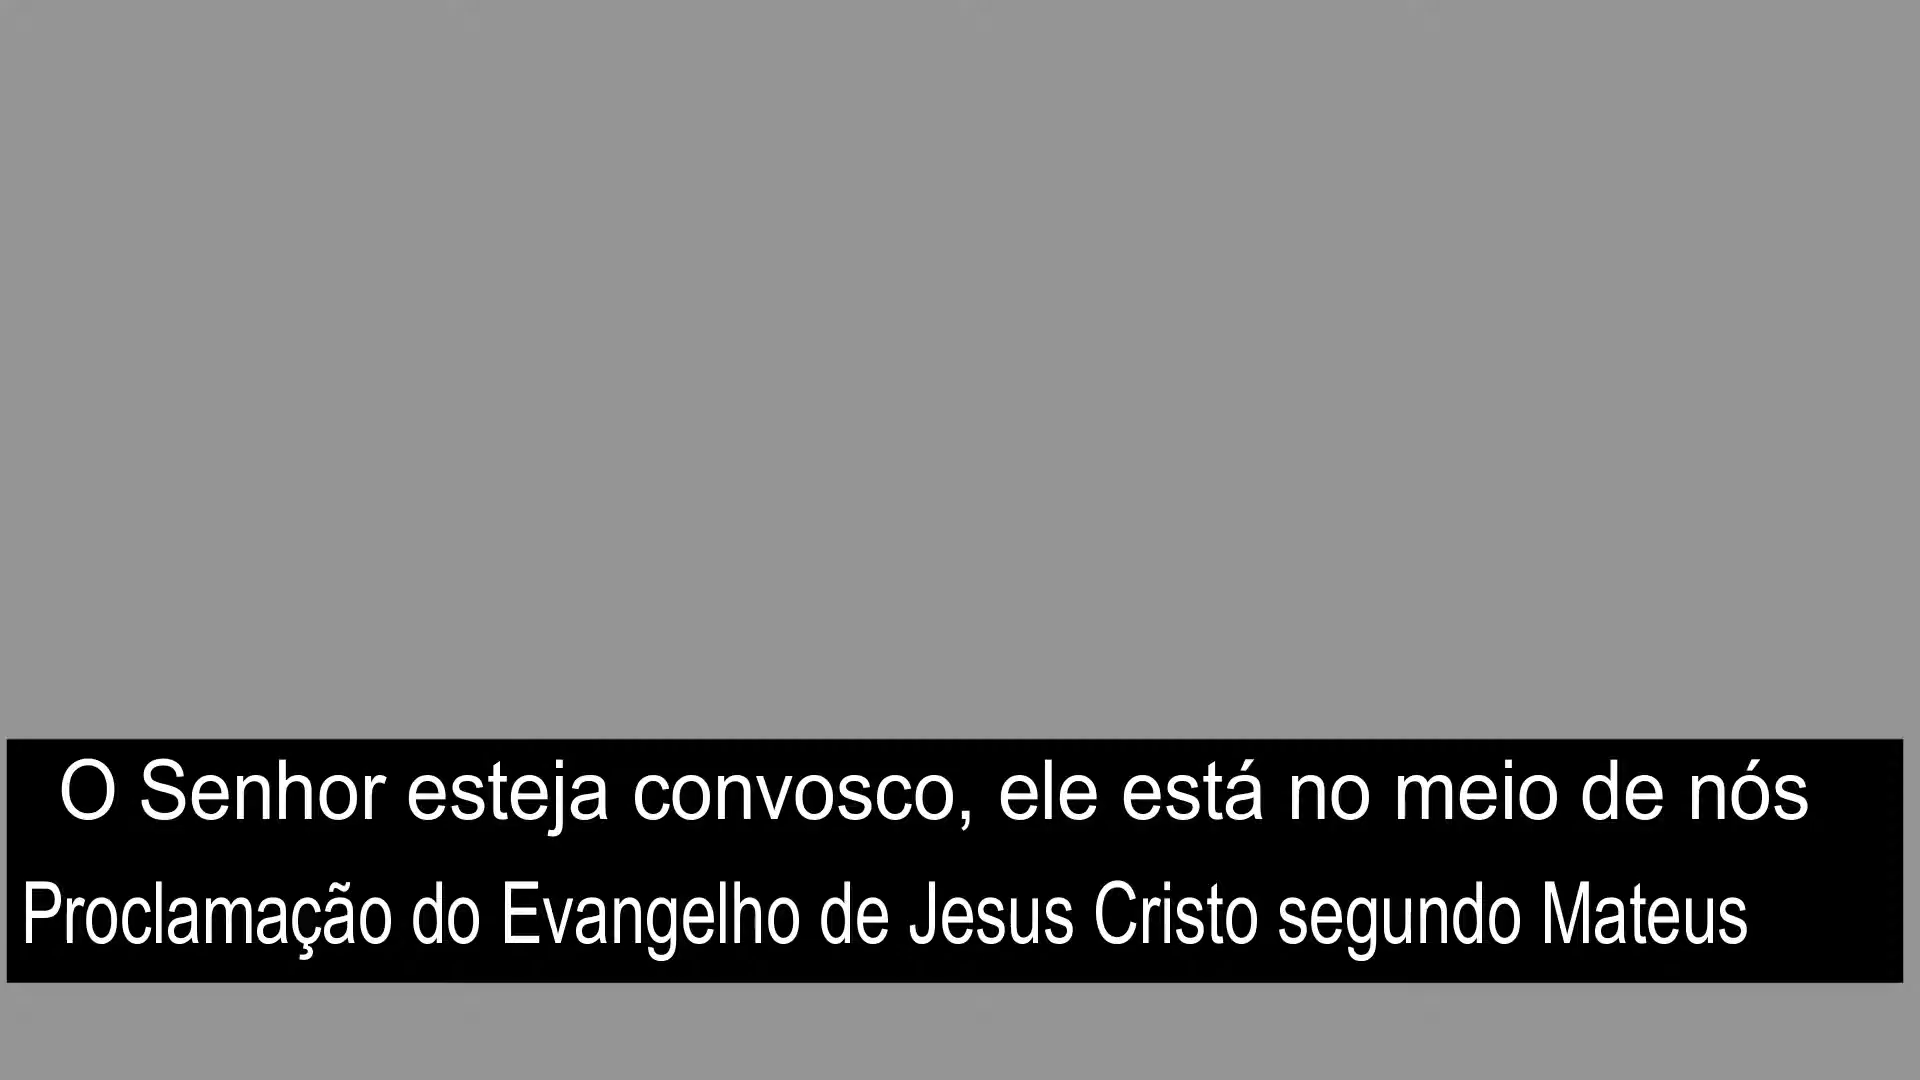 O Senhor esteja convosco, ele está no meio de nós
Proclamação do Evangelho de Jesus Cristo segundo Mateus